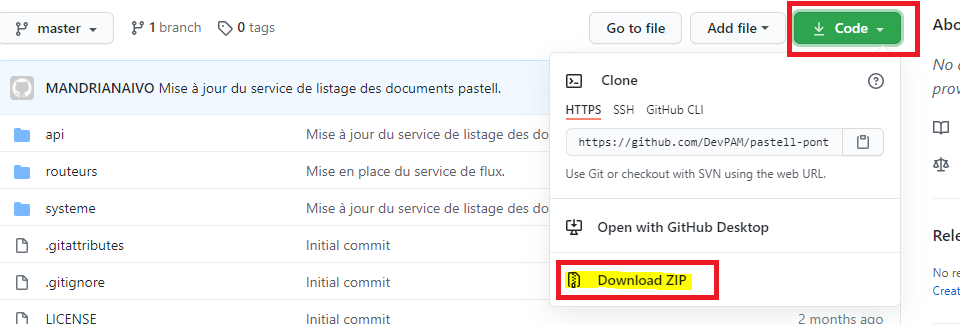 master
1 branch
0 tags
Go to file
Add file
Code
Abo
MANDRIANAIVO Mise à jour du service de listage des documents pastell.
api
Mise à jour du service de listage des do
routeurs
Mise en place du service de flux.
systeme
Mise à jour du service de listage des do
.gitattributes
Initial commit
.gitignore
Initial commit
LICENSE
Initial commit
2 months ago
Clone
?
HTTPS
SSH
GitHub CLI
https://github.com/DevPAM/pastell-pont
Use Git or checkout with SVN using the web URL.
Open with GitHub Desktop
Download ZIP
No
prov
Rele
No re
Creat